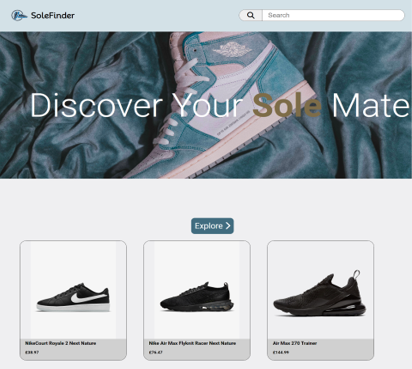 SoleFinder
Search
Discover Your Sole Mate
Explore
NikeCourt Royale 2 Next Nature
Nike Air Max Flyknit Racer Next Nature
Air Max 270 Trainer
£38.97
£76.47
£144.99